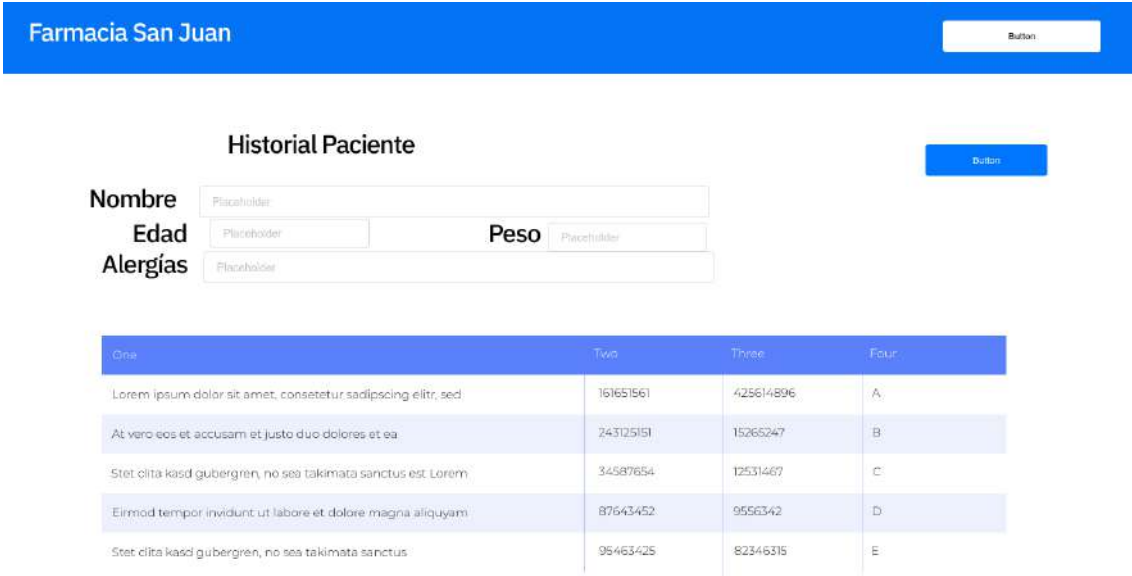 Farmacia San Juan Button
Historial Paciente
Button
Nombre Placeholder
Edad Placeholder Peso Placeholder
Alergías Placeholder
One Two Three Four
Lorem ipsum dolor sit amet, consetetur sadipscing elitr, sed 161651561 425614896 A
At vero eos et accusam et justo duo dolores et ea 243125151 15265247 B
Stet clita kasd gubergren, no sea takimata sanctus est Lorem 34587654 12531467 C
Eirmod tempor invidunt ut labore et dolore magna aliquyam 87643452 9556342 D
Stet clita kasd gubergren, no sea takimata sanctus 95463425 82346315 E